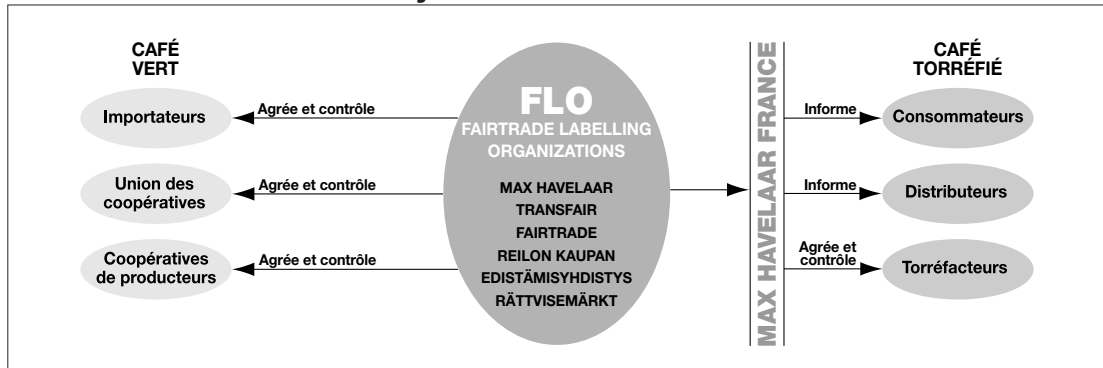 CAFÉ
VERT
Importateurs
Union des
coopératives
Coopératives
de producteurs
Agrée et contrôle
Agrée et contrôle
Agrée et contrôle
FLO
FAIRTRADE LABELLING
ORGANIZATIONS
MAX HAVELAAR
TRANSFAIR
FAIRTRADE
REILON KAUPAN
EDISTÄMISYHDISTYS
RÄTTVISEMÄRKT
MAX HAVELAAR FRANCE
Informe
Informe
Agrée et
contrôle
CAFÉ
TORRÉFIÉ
Consommateurs
Distributeurs
Torréfacteurs